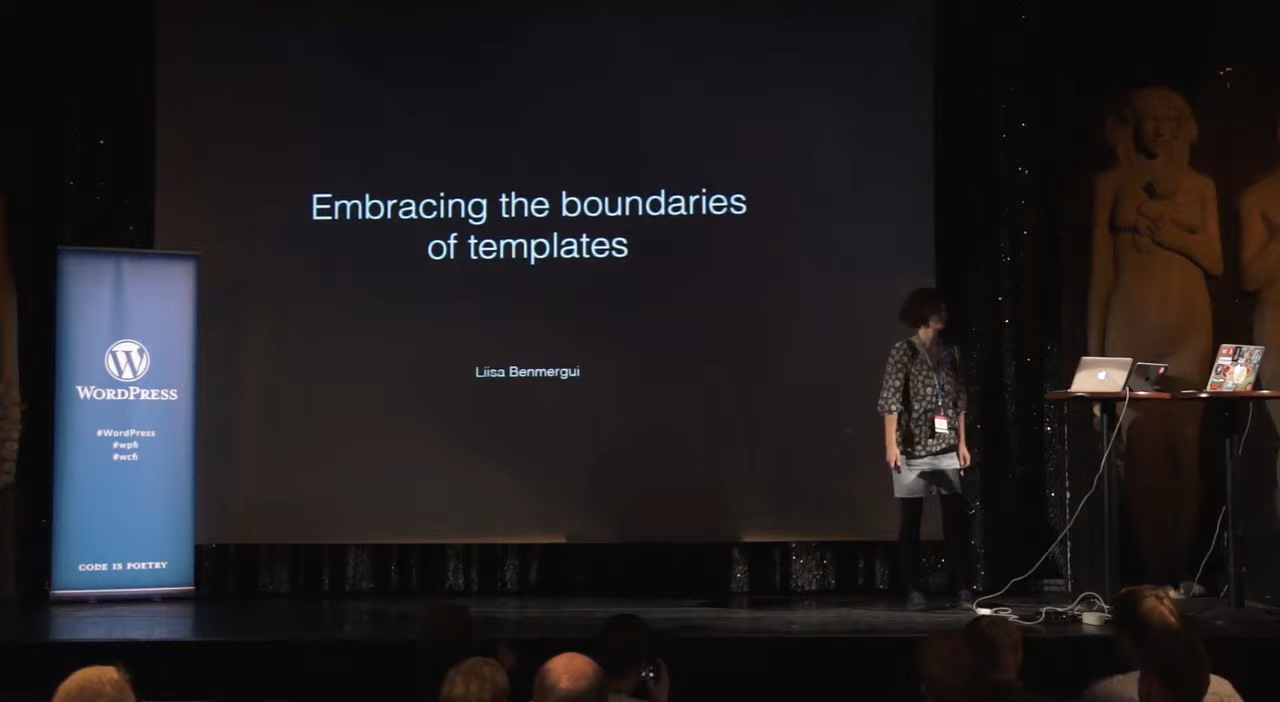 Embracing the boundaries
of templates
Liisa Benmergui
WORDPRESS
#WordPress
#wpfi
#wcfi
CODE IS POETRY